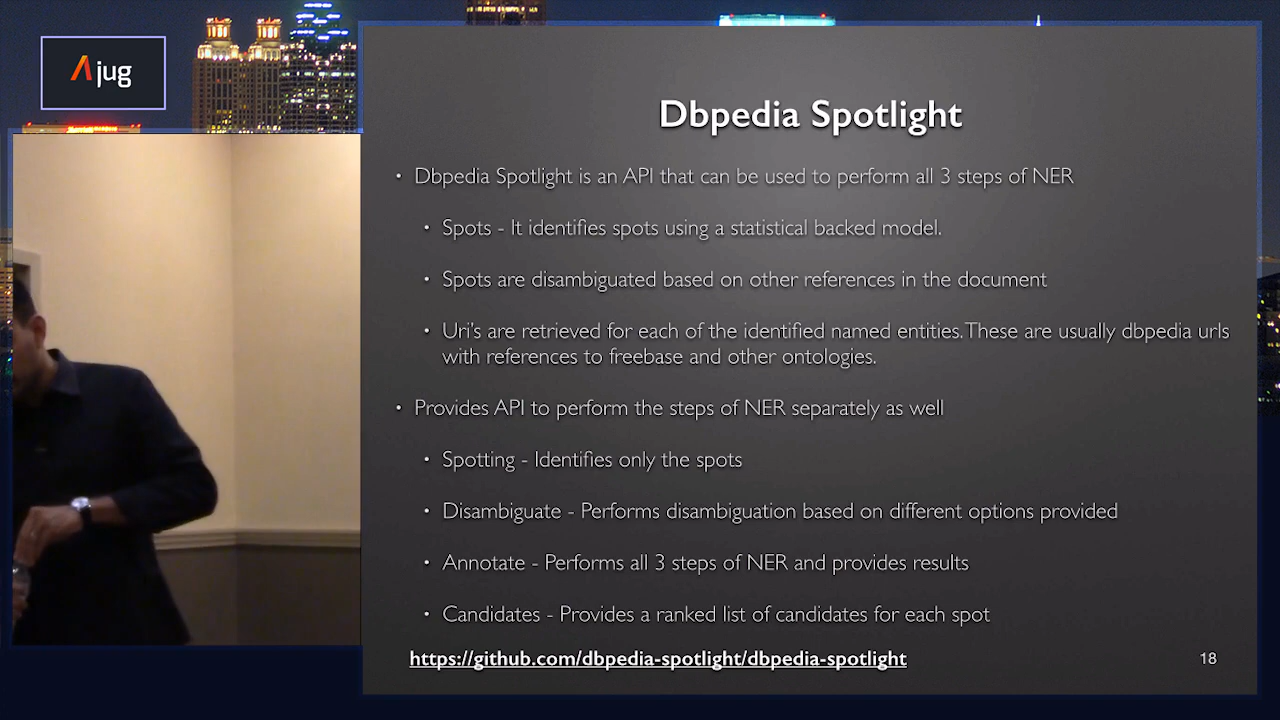 jug
Dbpedia Spotlight
• Dbpedia Spotlight is an API that can be used to perform all 3 steps of NER
• Spots - It identifies spots using a statistical backed model.
• Spots are disambiguated based on other references in the document
• Uri's are retrieved for each of the identified named entities. These are usually dbpedia urls
with references to freebase and other ontologies.
• Provides API to perform the steps of NER separately as well
• Spotting - Identifies only the spots
• Disambiguate - Performs disambiguation based on different options provided
• Annotate - Performs all 3 steps of NER and provides results
• Candidates - Provides a ranked list of candidates for each spot
https://github.com/dbpedia-spotlight/dbpedia-spotlight
18